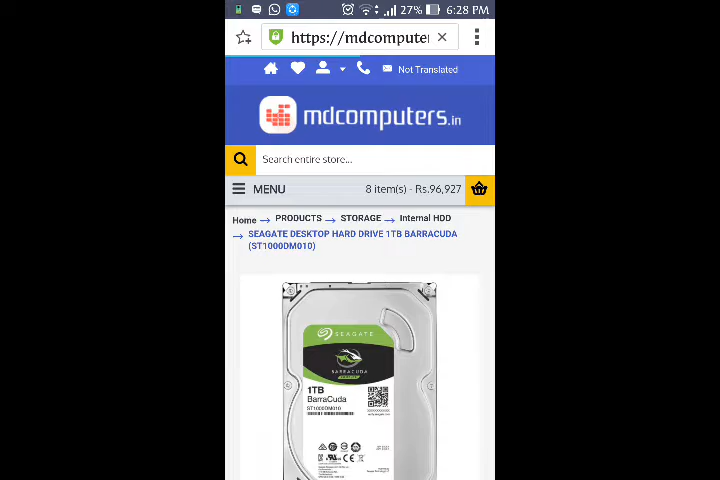 27% 6:28 PM
https://mdcomputer
Not Translated
mdcomputers.in
Search entire store...
MENU 8 item(s) - Rs.96,927
Home → PRODUCTS → STORAGE → Internal HDD
→ SEAGATE DESKTOP HARD DRIVE 1TB BARRACUDA
(ST1000DM010)
SEAGATE
BARRACUDA
1TB
BarraCuda
ST1000DM010